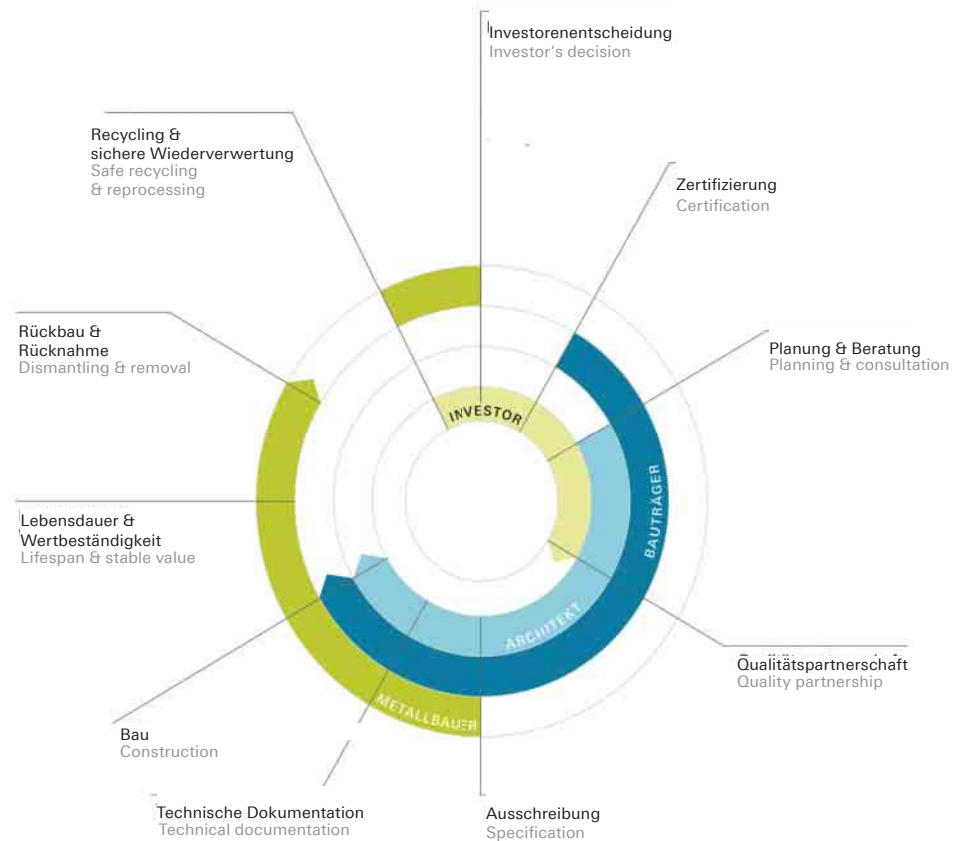 Investorenentscheidung
Investor's decision
Recycling &
sichere Wiederverwertung
Safe recycling
& reprocessing
Zertifizierung
Certification
Rückbau &
Rücknahme
Dismantling & removal
Planung & Beratung
Planning & consultation
INVESTOR
BAUTRÄGER
Lebensdauer &
Wertbeständigkeit
Lifespan & stable value
ARCHITEKT
Qualitätspartnerschaft
Quality partnership
METALLBAUER
Bau
Construction
Technische Dokumentation
Technical documentation
Ausschreibung
Specification